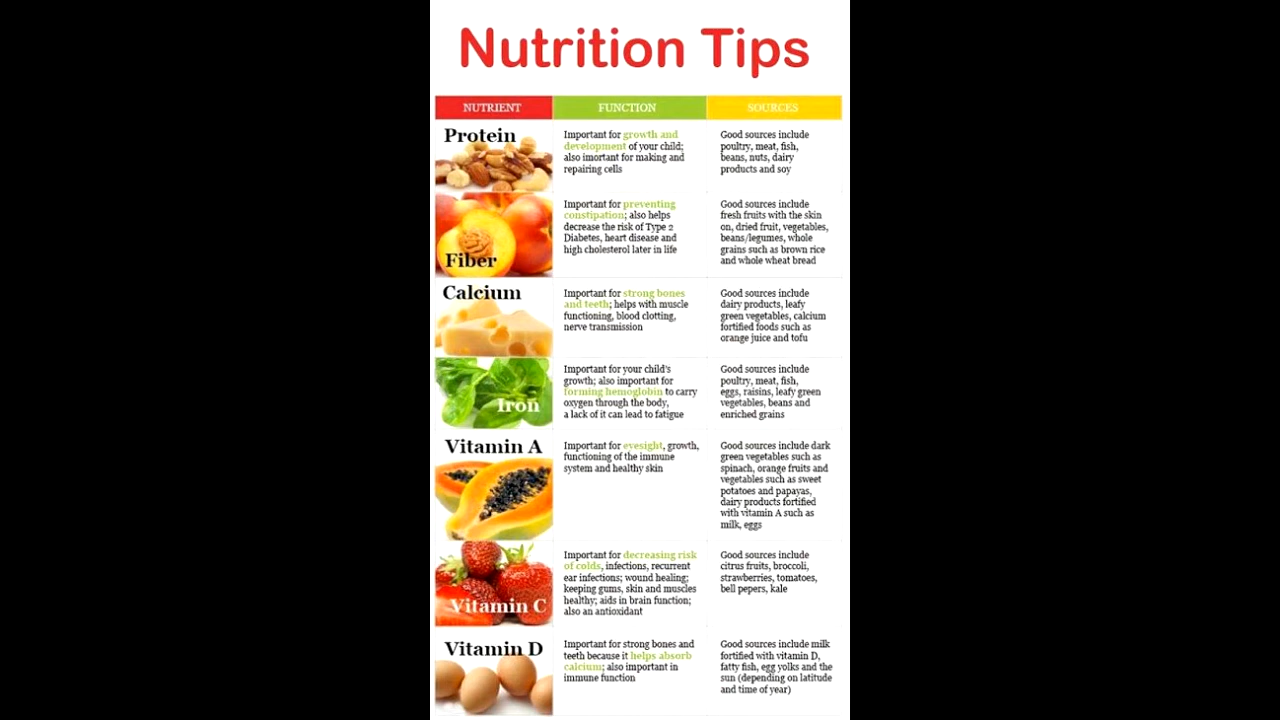 Nutrition Tips
NUTRIENT FUNCTION SOURCES
Protein
Important for growth and
development of your child;
also imortant for making and
repairing cells
Good sources include
poultry, meat, fish,
beans, nuts, dairy
products and soy
Fiber
Important for preventing
constipation; also helps
decrease the risk of Type 2
Diabetes, heart disease and
high cholesterol later in life
Good sources include
fresh fruits with the skin
on, dried fruit, vegetables,
beans/legumes, whole
grains such as brown rice
and whole wheat bread
Calcium
Important for strong bones
and teeth; helps with muscle
functioning, blood clotting,
nerve transmission
Good sources include
dairy products, leafy
green vegetables, calcium
fortified foods such as
orange juice and tofu
Iron
Important for your child's
growth; also important for
forming hemoglobin to carry
oxygen through the body,
a lack of it can lead to fatigue
Good sources include
poultry, meat, fish,
eggs, raisins, leafy green
vegetables, beans and
enriched grains
Vitamin A
Important for eyesight, growth,
functioning of the immune
system and healthy skin
Good sources include dark
green vegetables such as
spinach, orange fruits and
vegetables such as sweet
potatoes and papayas,
dairy products fortified
with vitamin A such as
milk, eggs
Vitamin C
Important for decreasing risk
of colds, infections, recurrent
ear infections; wound healing;
keeping gums, skin and muscles
healthy; aids in brain function;
also an antioxidant
Good sources include
citrus fruits, broccoli,
strawberries, tomatoes,
bell pepers, kale
Vitamin D
Important for strong bones and
teeth because it helps absorb
calcium; also important in
immune function
Good sources include milk
fortified with vitamin D,
fatty fish, egg yolks and the
sun (depending on latitude
and time of year)